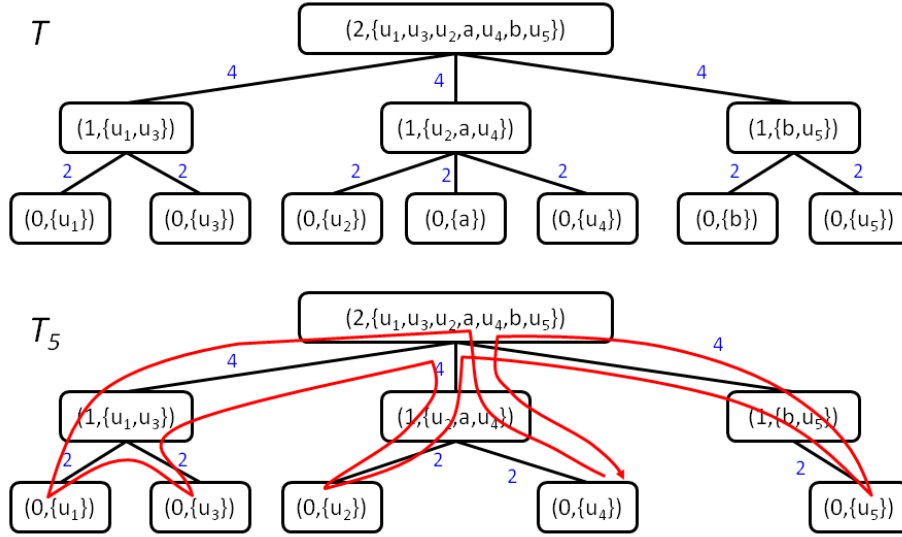 T
(2,{u₁,u₃,u₂,a,u₄,b,u₅})
4 4 4
(1,{u₁,u₃}) (1,{u₂,a,u₄}) (1,{b,u₅})
2 2 2 2 2 2 2
(0,{u₁}) (0,{u₃}) (0,{u₂}) (0,{a}) (0,{u₄}) (0,{b}) (0,{u₅})
T₅
(2,{u₁,u₃,u₂,a,u₄,b,u₅})
4 4 4
(1,{u₁,u₃}) (1,{u₂,a,u₄}) (1,{b,u₅})
2 2 2 2 2
(0,{u₁}) (0,{u₃}) (0,{u₂}) (0,{u₄}) (0,{u₅})